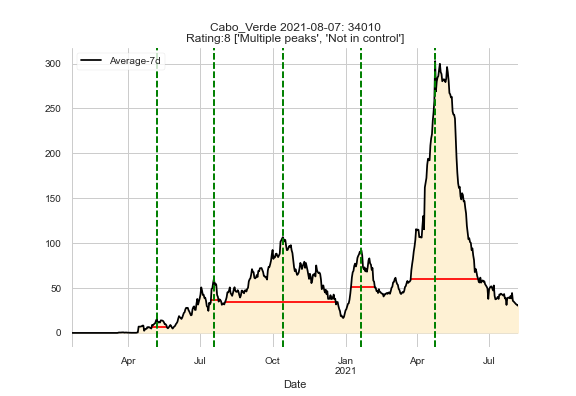 Cabo_Verde 2021-08-07: 34010
Rating:8 ['Multiple peaks', 'Not in control']
Average-7d
300
250
200
150
100
50
0
Apr Jul Oct Jan Apr Jul
2021
Date